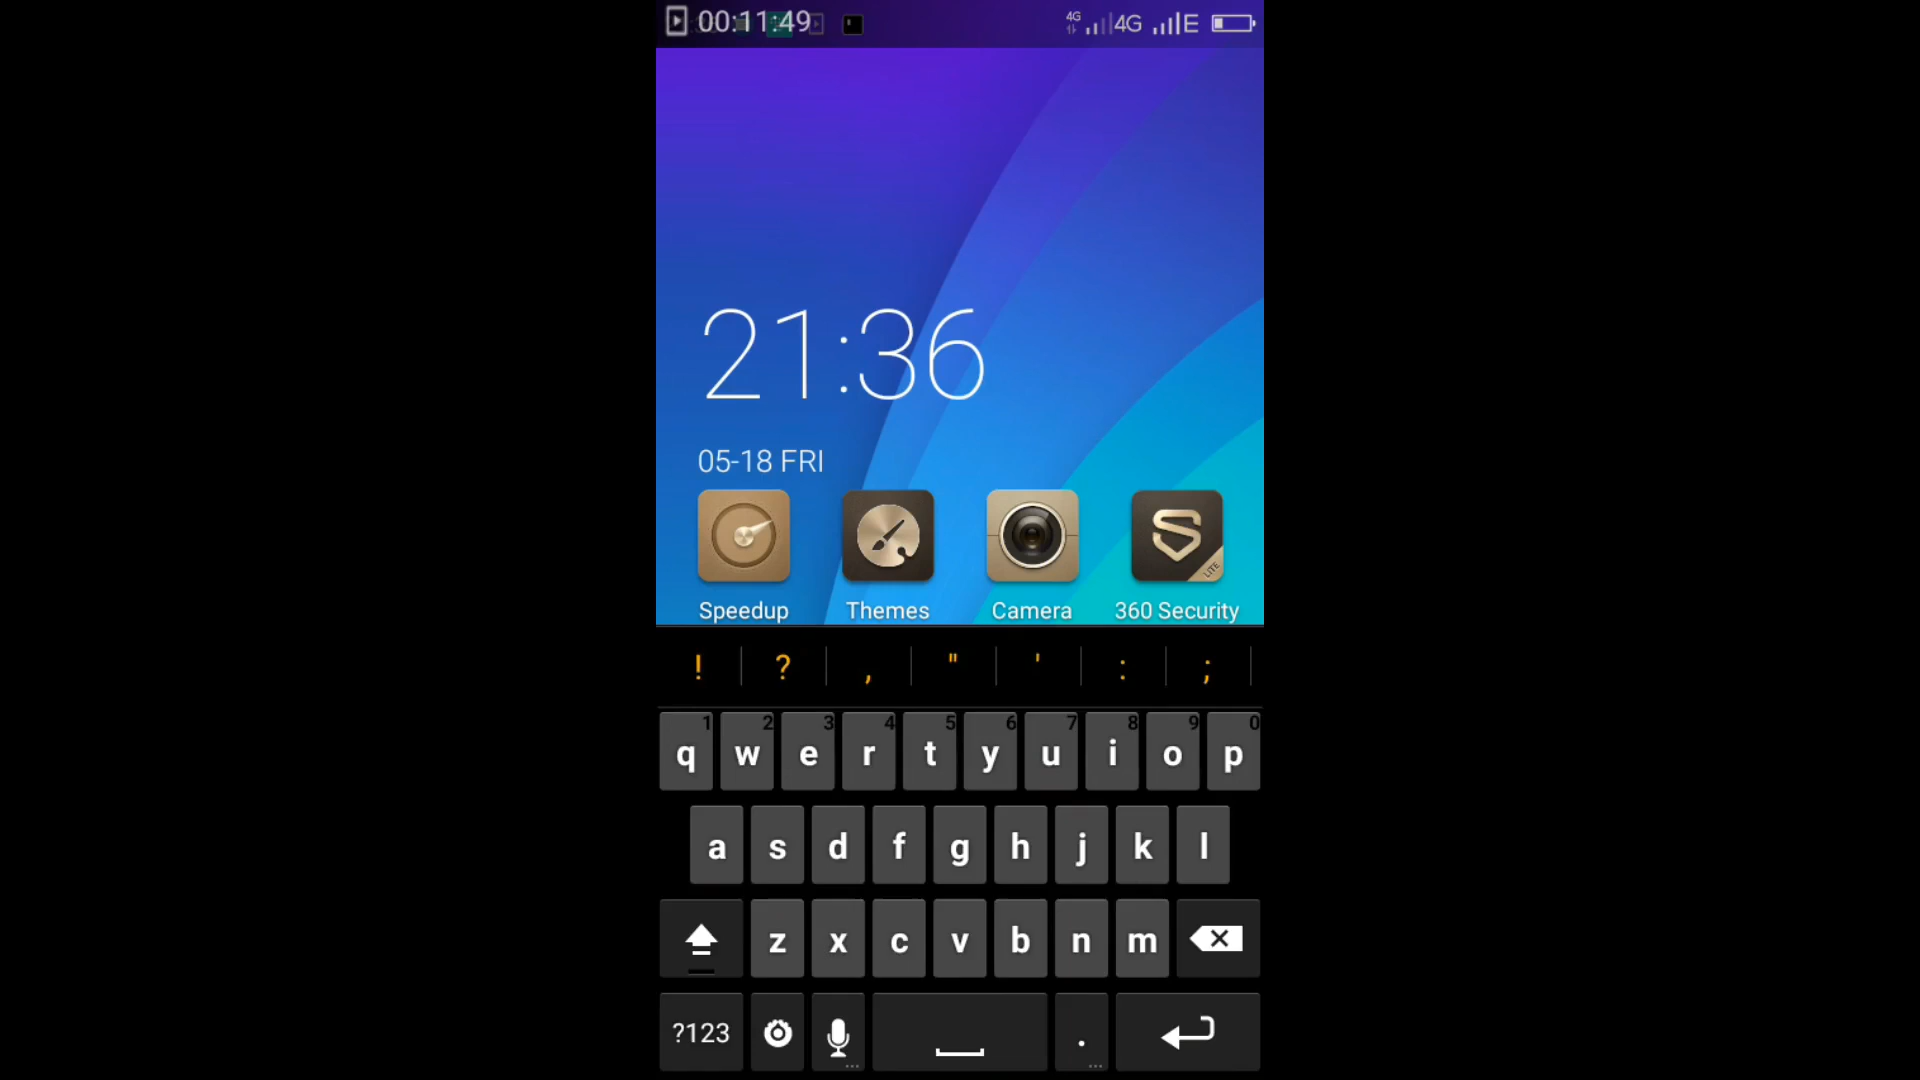 00:11:49 4G 4G E
21:36
05-18 FRI
LITE
Speedup Themes Camera 360 Security
! ? , " ' : ;
1 2 3 4 5 6 7 8 9 0
q w e r t y u i o p
a s d f g h j k l
z x c v b n m
?123 .